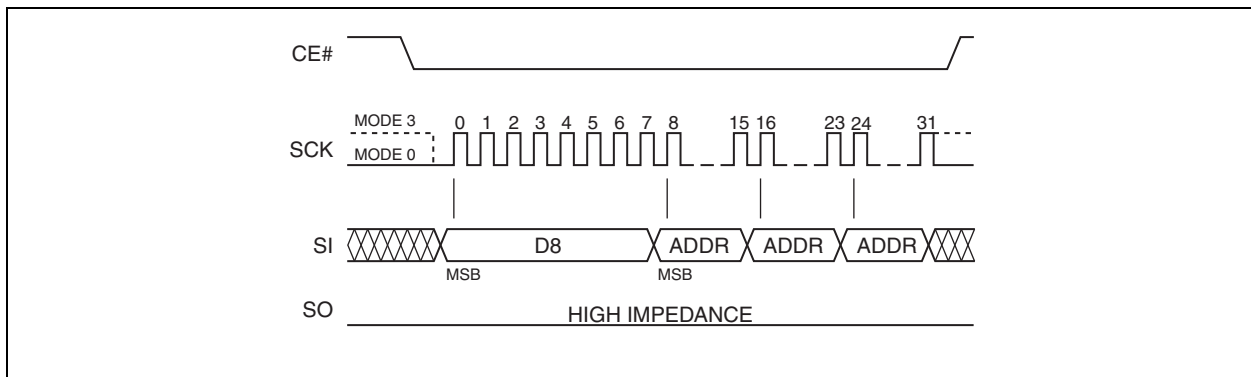 CE#
MODE 3
0 1 2 3 4 5 6 7 8 15 16 23 24 31
SCK
MODE 0
SI
D8
ADDR
ADDR
ADDR
MSB
MSB
SO
HIGH IMPEDANCE